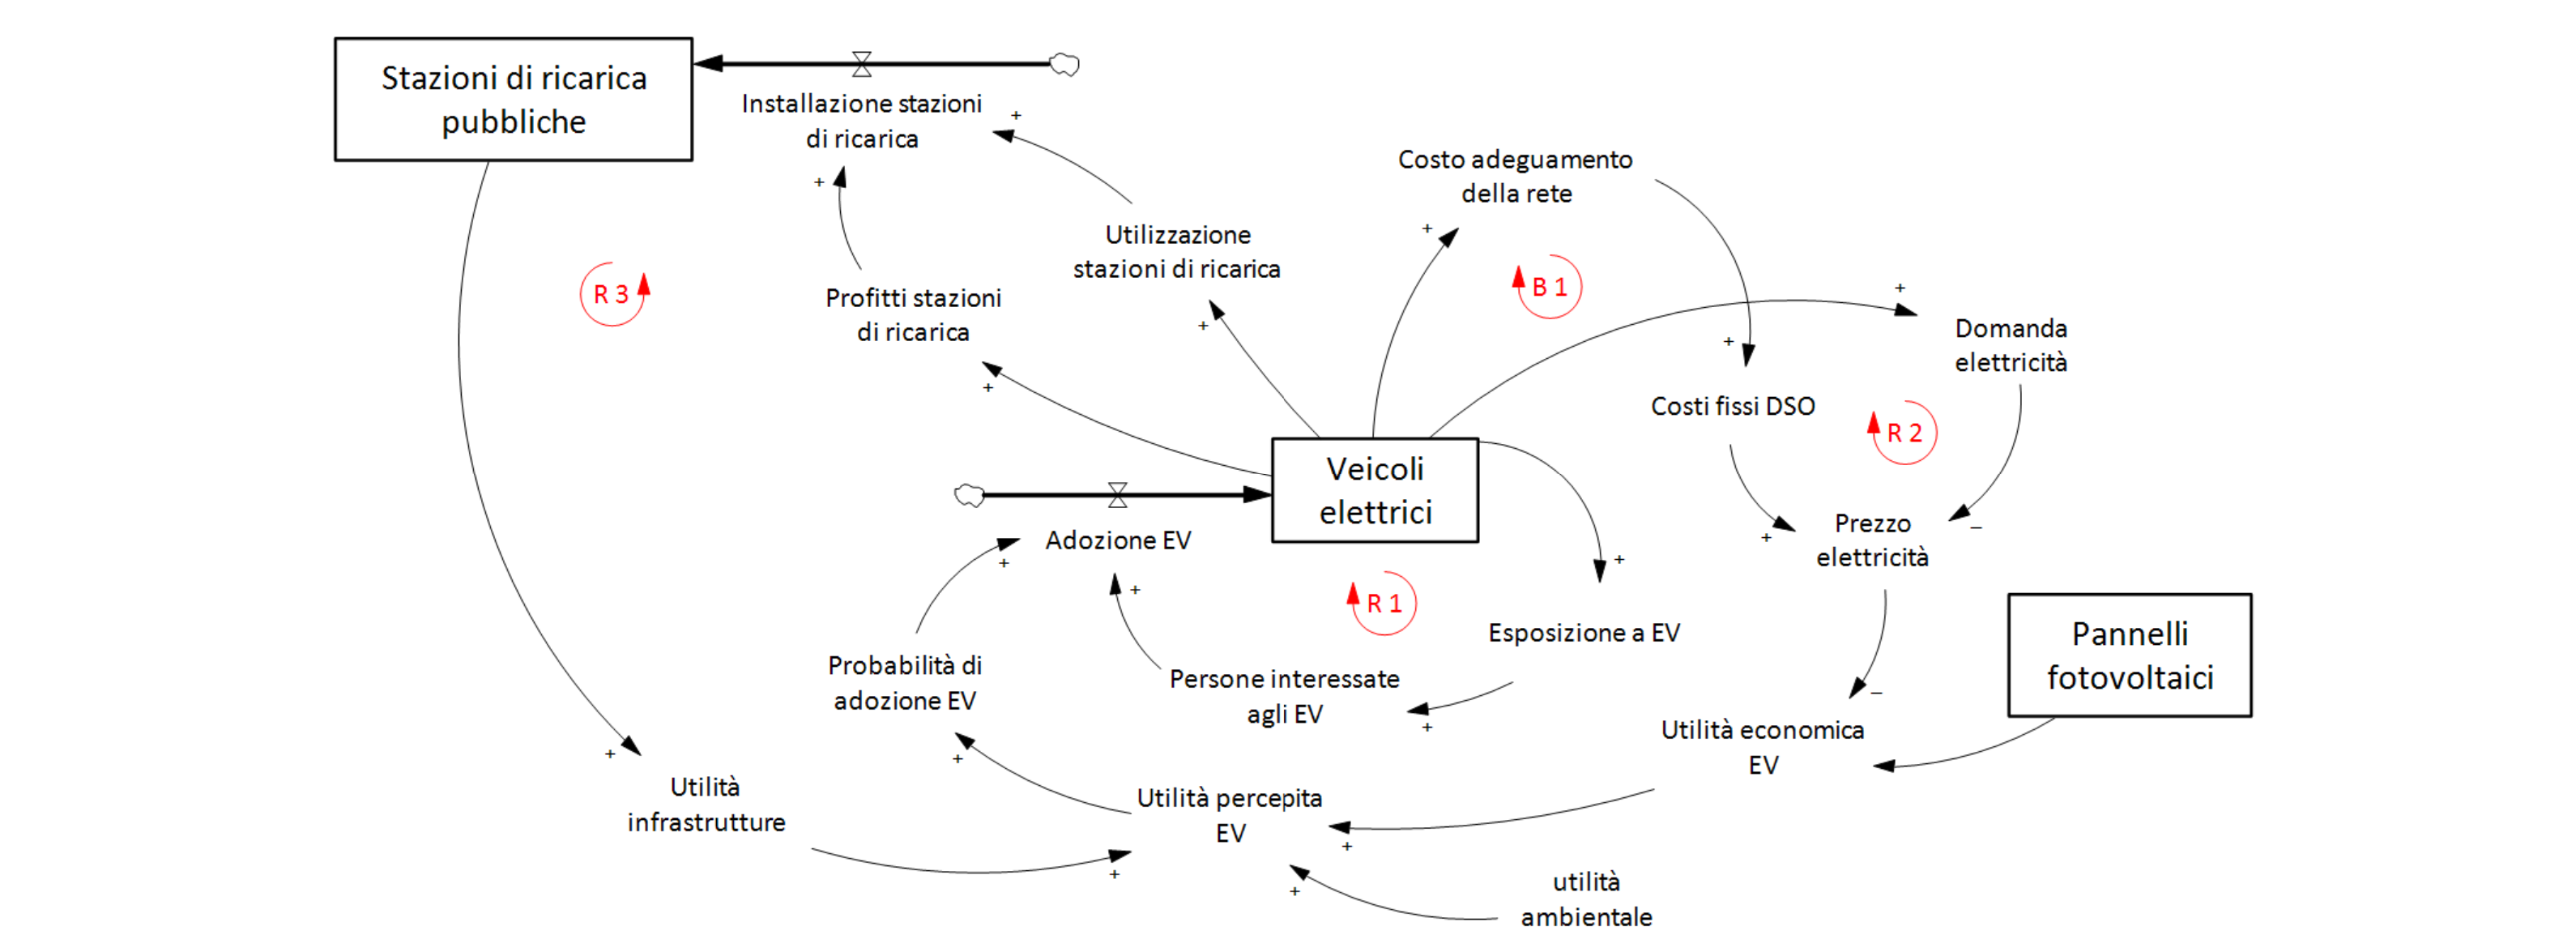 Stazioni di ricarica
pubbliche
Installazione stazioni
di ricarica
+
+
Costo adeguamento
della rete
+
Utilizzazione
stazioni di ricarica
+
R 3
B 1
+
Profitti stazioni
di ricarica
+
Domanda
elettricità
+
Costi fissi DSO
R 2
Veicoli
elettrici
Prezzo
elettricità
+
–
Adozione EV
+
+
+
R 1
Esposizione a EV
Pannelli
fotovoltaici
Probabilità di
adozione EV
Persone interessate
agli EV
+
–
Utilità economica
EV
+
+
Utilità
infrastrutture
Utilità percepita
EV
+
+
+
utilità
ambientale